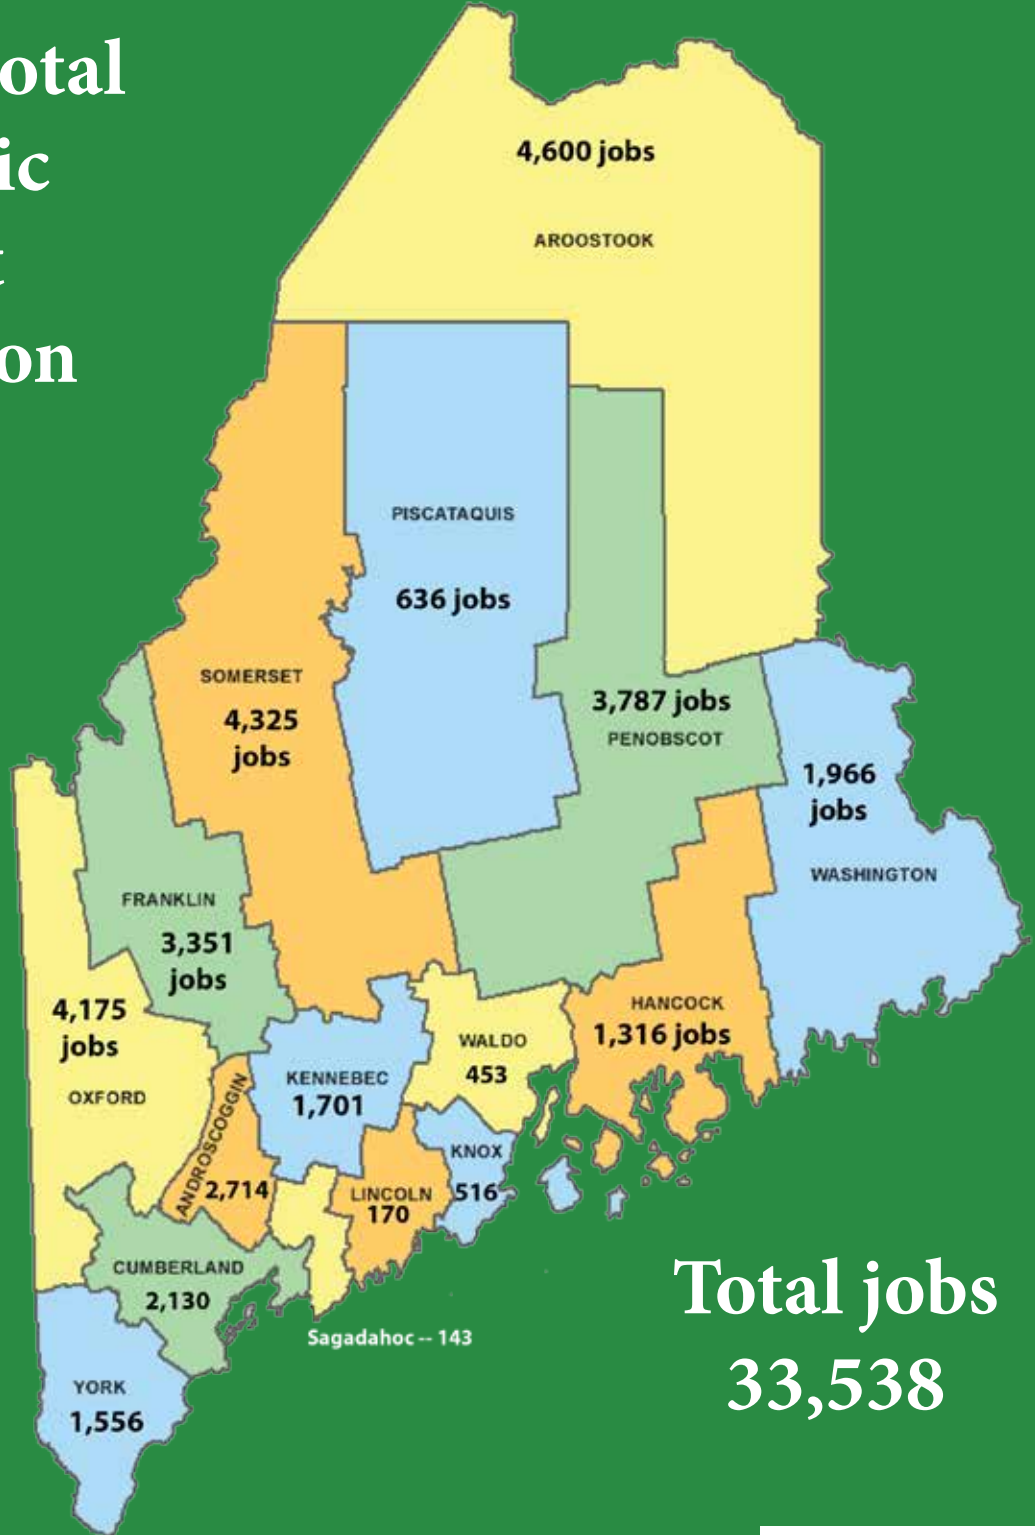 otal
ic
t
on
4,600 jobs
AROOSTOOK
PISCATAQUIS
636 jobs
SOMERSET
4,325
jobs
3,787 jobs
PENOBSCOT
1,966
jobs
WASHINGTON
FRANKLIN
3,351
jobs
4,175
jobs
OXFORD
HANCOCK
1,316 jobs
WALDO
453
KENNEBEC
1,701
ANDROSCOGGIN
2,714
KNOX
516
LINCOLN
170
CUMBERLAND
2,130
Sagadahoc -- 143
YORK
1,556
Total jobs
33,538